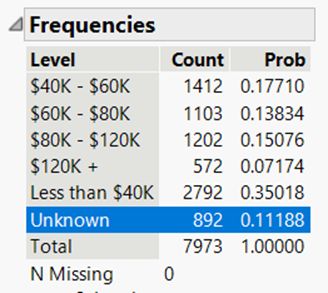 Frequencies
Level Count Prob
$40K - $60K 1412 0.17710
$60K - $80K 1103 0.13834
$80K - $120K 1202 0.15076
$120K + 572 0.07174
Less than $40K 2792 0.35018
Unknown 892 0.11188
Total 7973 1.00000
N Missing 0